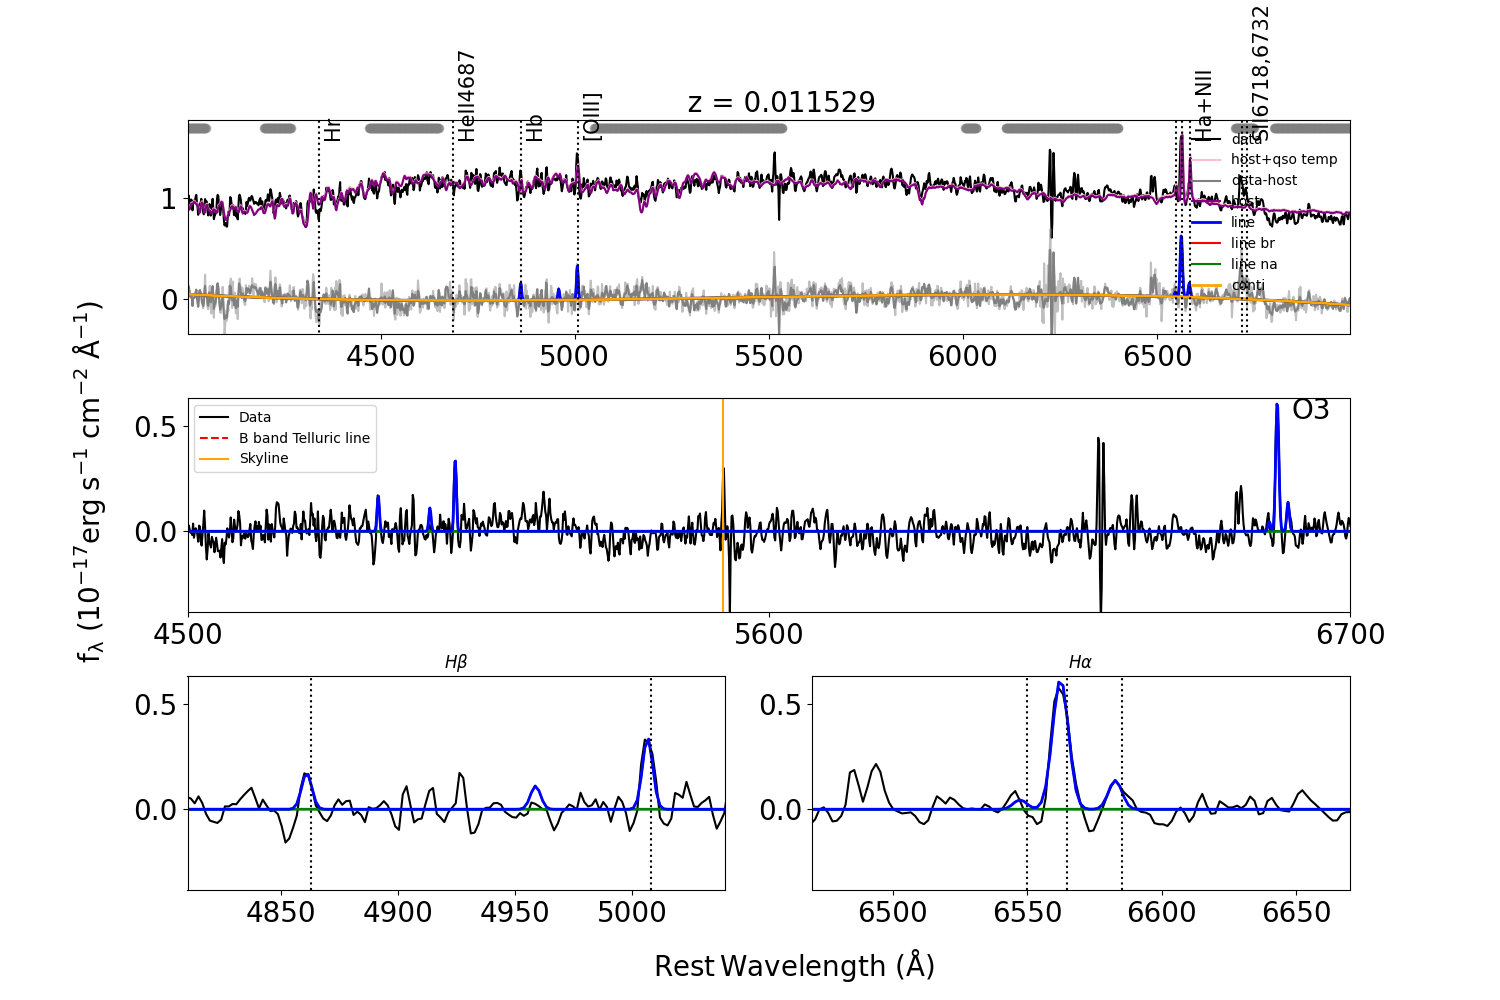 z = 0.011529
Hr
HeII4687
Hb
[OIII]
Ha+NII
SII6718,6732
data
host+qso temp
data-host
host
line
line br
line na
conti
1
0
4500
5000
5500
6000
6500
f_λ (10^{-17}erg s^{-1} cm^{-2} Å^{-1})
Data
B band Telluric line
Skyline
O3
0.5
0.0
4500
5600
6700
Hβ
0.5
0.0
4850
4900
4950
5000
Hα
0.5
0.0
6500
6550
6600
6650
Rest Wavelength (Å)